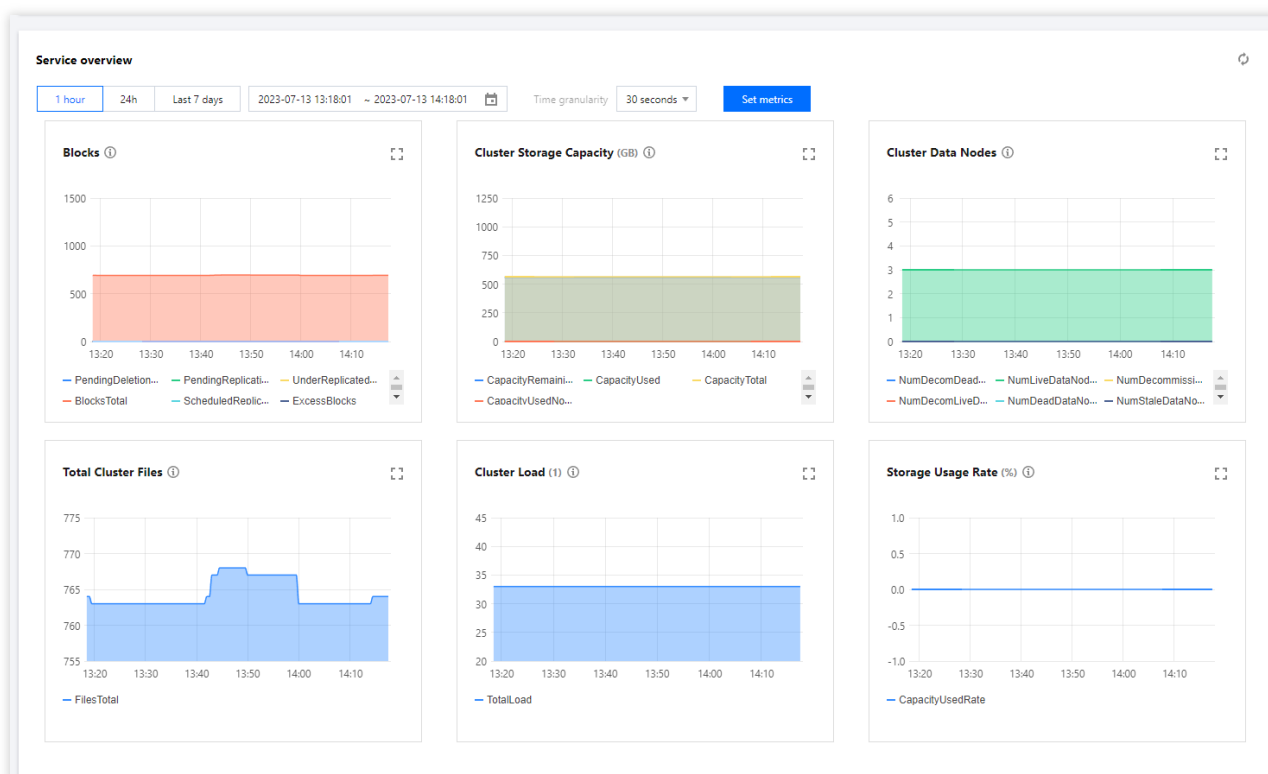 Service overview
1 hour 24h Last 7 days 2023-07-13 13:18:01 ~ 2023-07-13 14:18:01 Time granularity 30 seconds Set metrics
Blocks
1500
1000
500
0
13:20 13:30 13:40 13:50 14:00 14:10
PendingDeletion... PendingReplicati... UnderReplicated...
BlocksTotal ScheduledReplic... ExcessBlocks
Cluster Storage Capacity (GB)
1250
1000
750
500
250
0
13:20 13:30 13:40 13:50 14:00 14:10
CapacityRemaini... CapacityUsed CapacityTotal
CapacityUsedNo...
Cluster Data Nodes
6
5
4
3
2
1
0
13:20 13:30 13:40 13:50 14:00 14:10
NumDecomDead... NumLiveDataNod... NumDecommissi...
NumDecomLiveD... NumDeadDataNo... NumStaleDataNo...
Total Cluster Files
775
770
765
760
755
13:20 13:30 13:40 13:50 14:00 14:10
FilesTotal
Cluster Load (1)
45
40
35
30
25
20
13:20 13:30 13:40 13:50 14:00 14:10
TotalLoad
Storage Usage Rate (%)
1.0
0.5
0.0
-0.5
-1.0
13:20 13:30 13:40 13:50 14:00 14:10
CapacityUsedRate